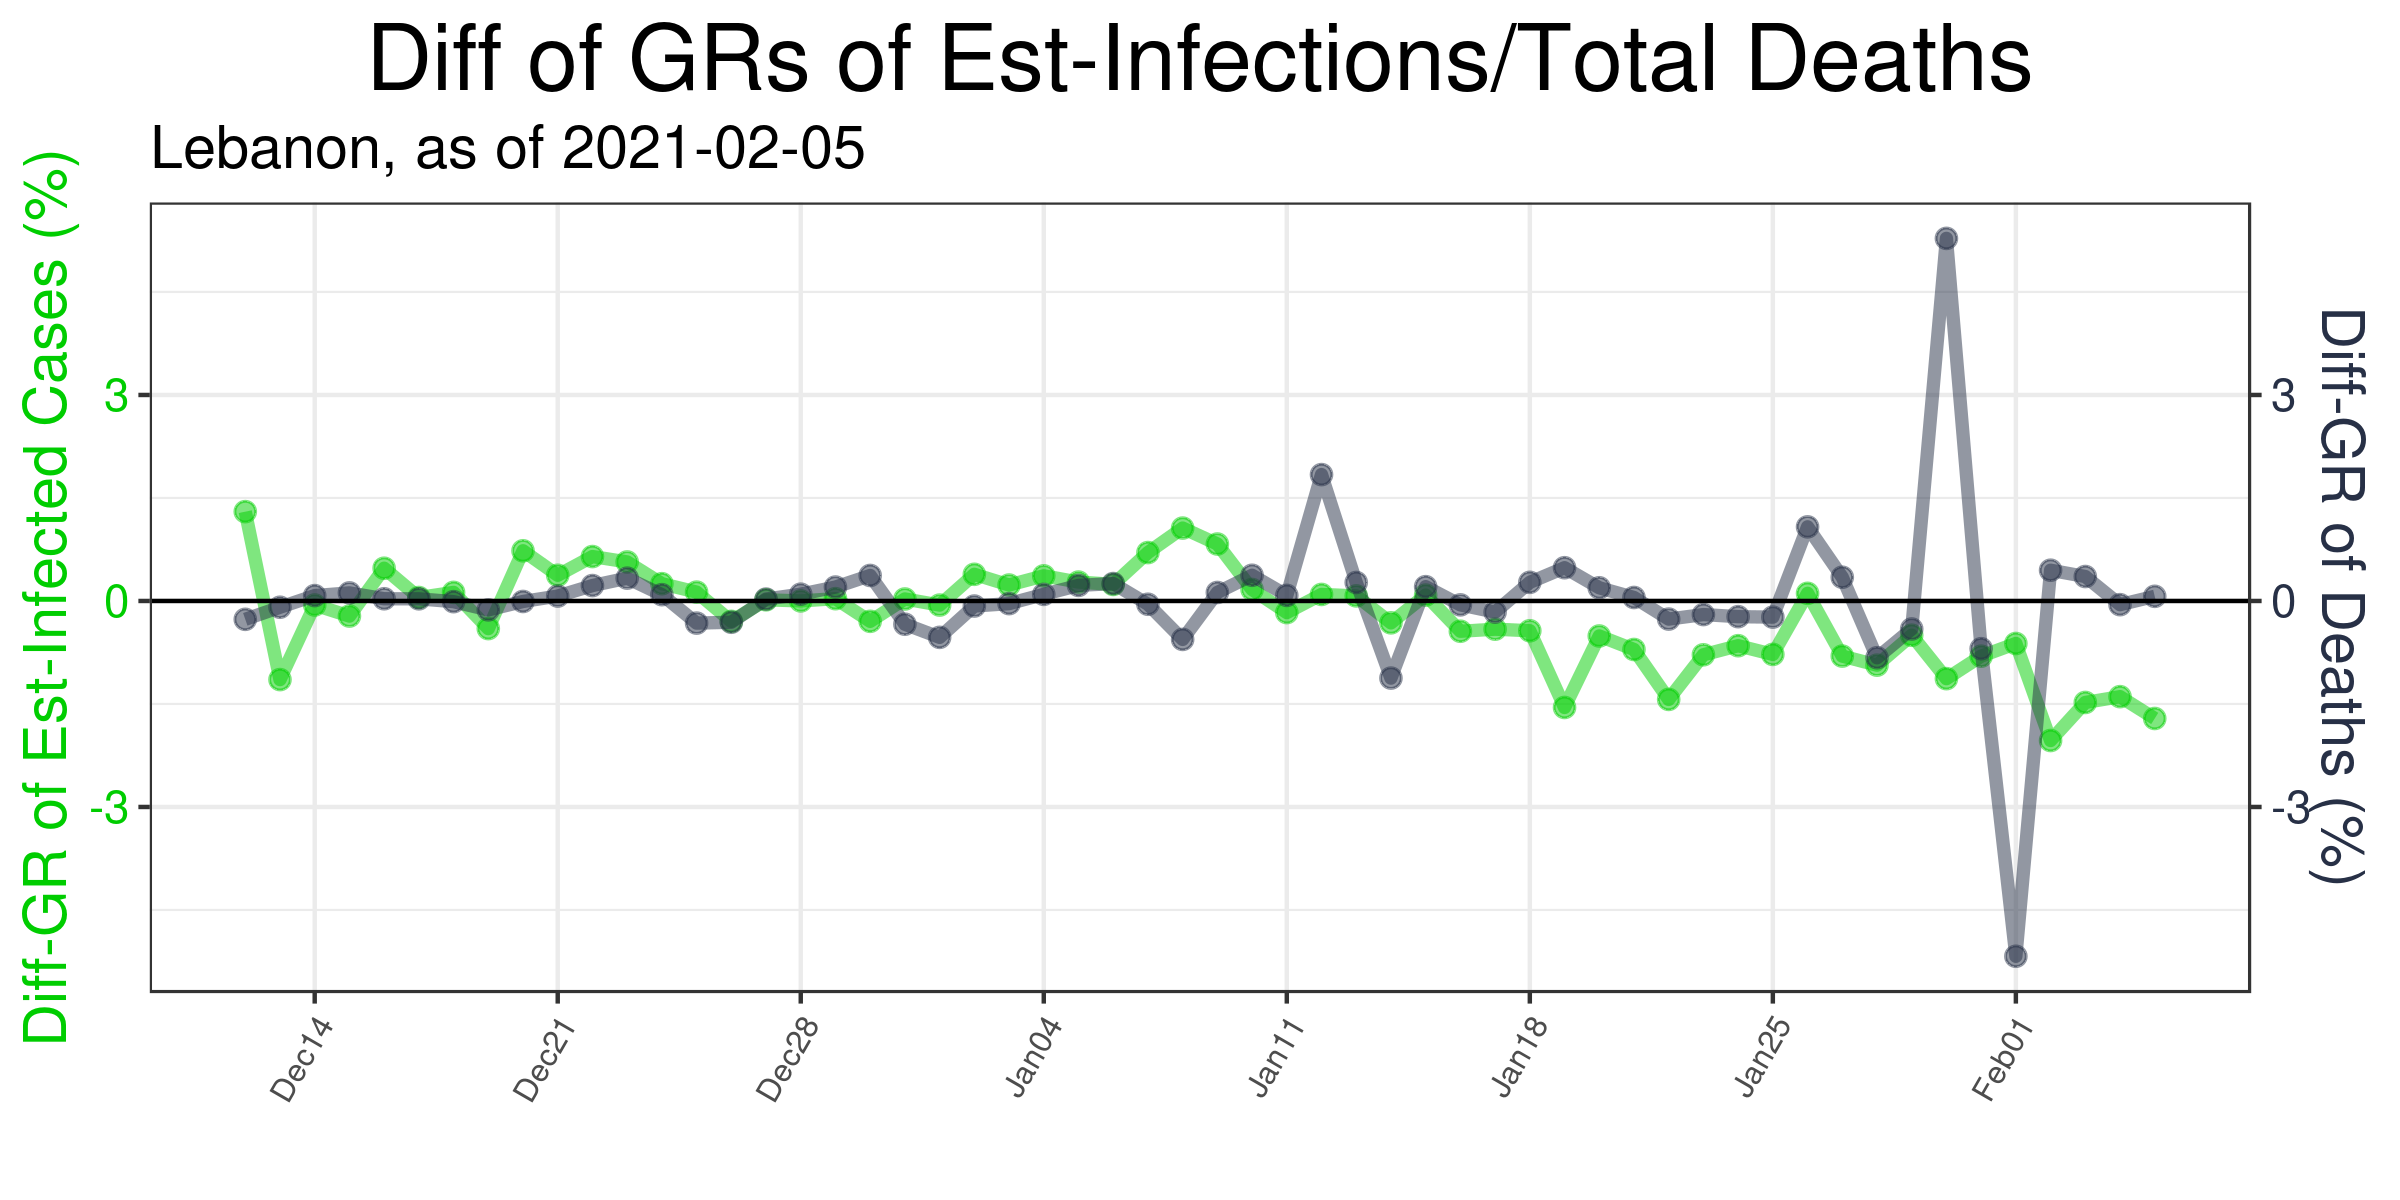 Diff of GRs of Est-Infections/Total Deaths
Lebanon, as of 2021-02-05
Diff-GR of Est-Infected Cases (%)
3
0
-3
3
0
-3
Diff-GR of Deaths (%)
Dec14
Dec21
Dec28
Jan04
Jan11
Jan18
Jan25
Feb01